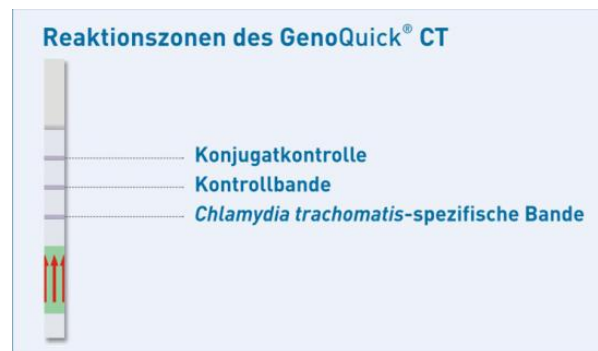 Reaktionszonen des GenoQuick® CT
Konjugatkontrolle
Kontrollbande
Chlamydia trachomatis-spezifische Bande